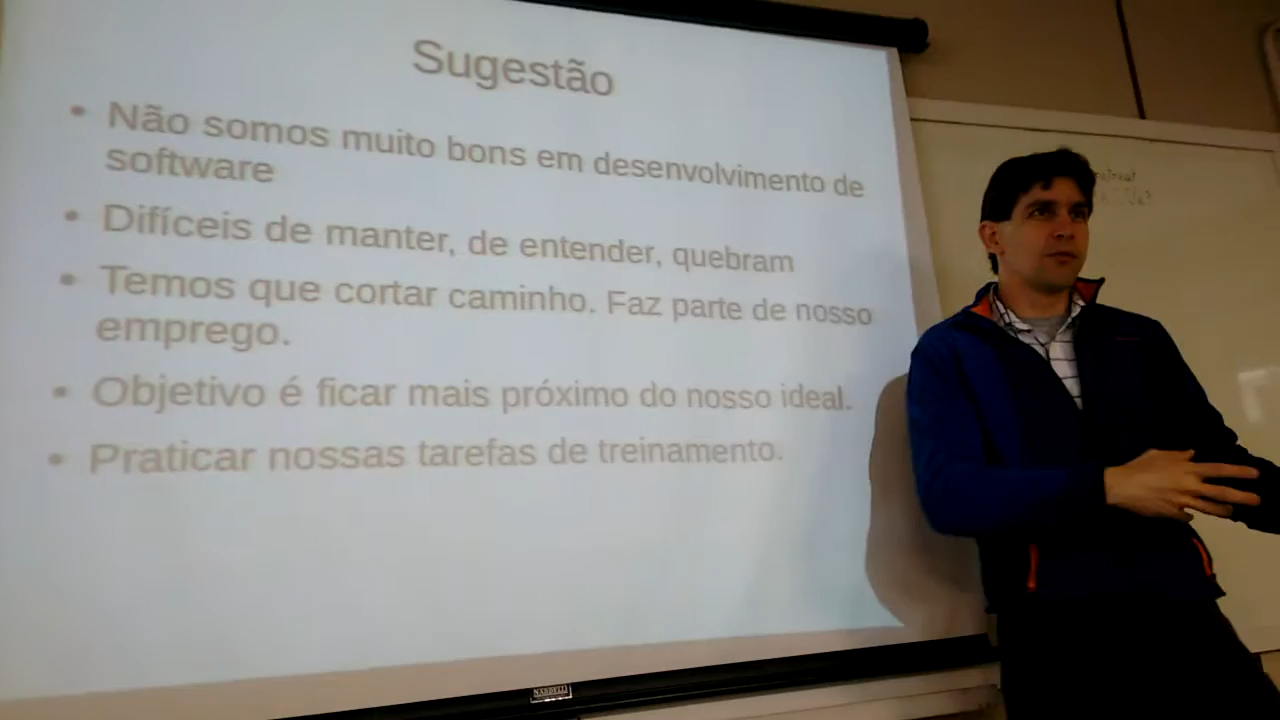 Sugestão
• Não somos muito bons em desenvolvimento de
software
• Difíceis de manter, de entender, quebram
• Temos que cortar caminho. Faz parte de nosso
emprego.
• Objetivo é ficar mais próximo do nosso ideal.
• Praticar nossas tarefas de treinamento.
NARDELLI